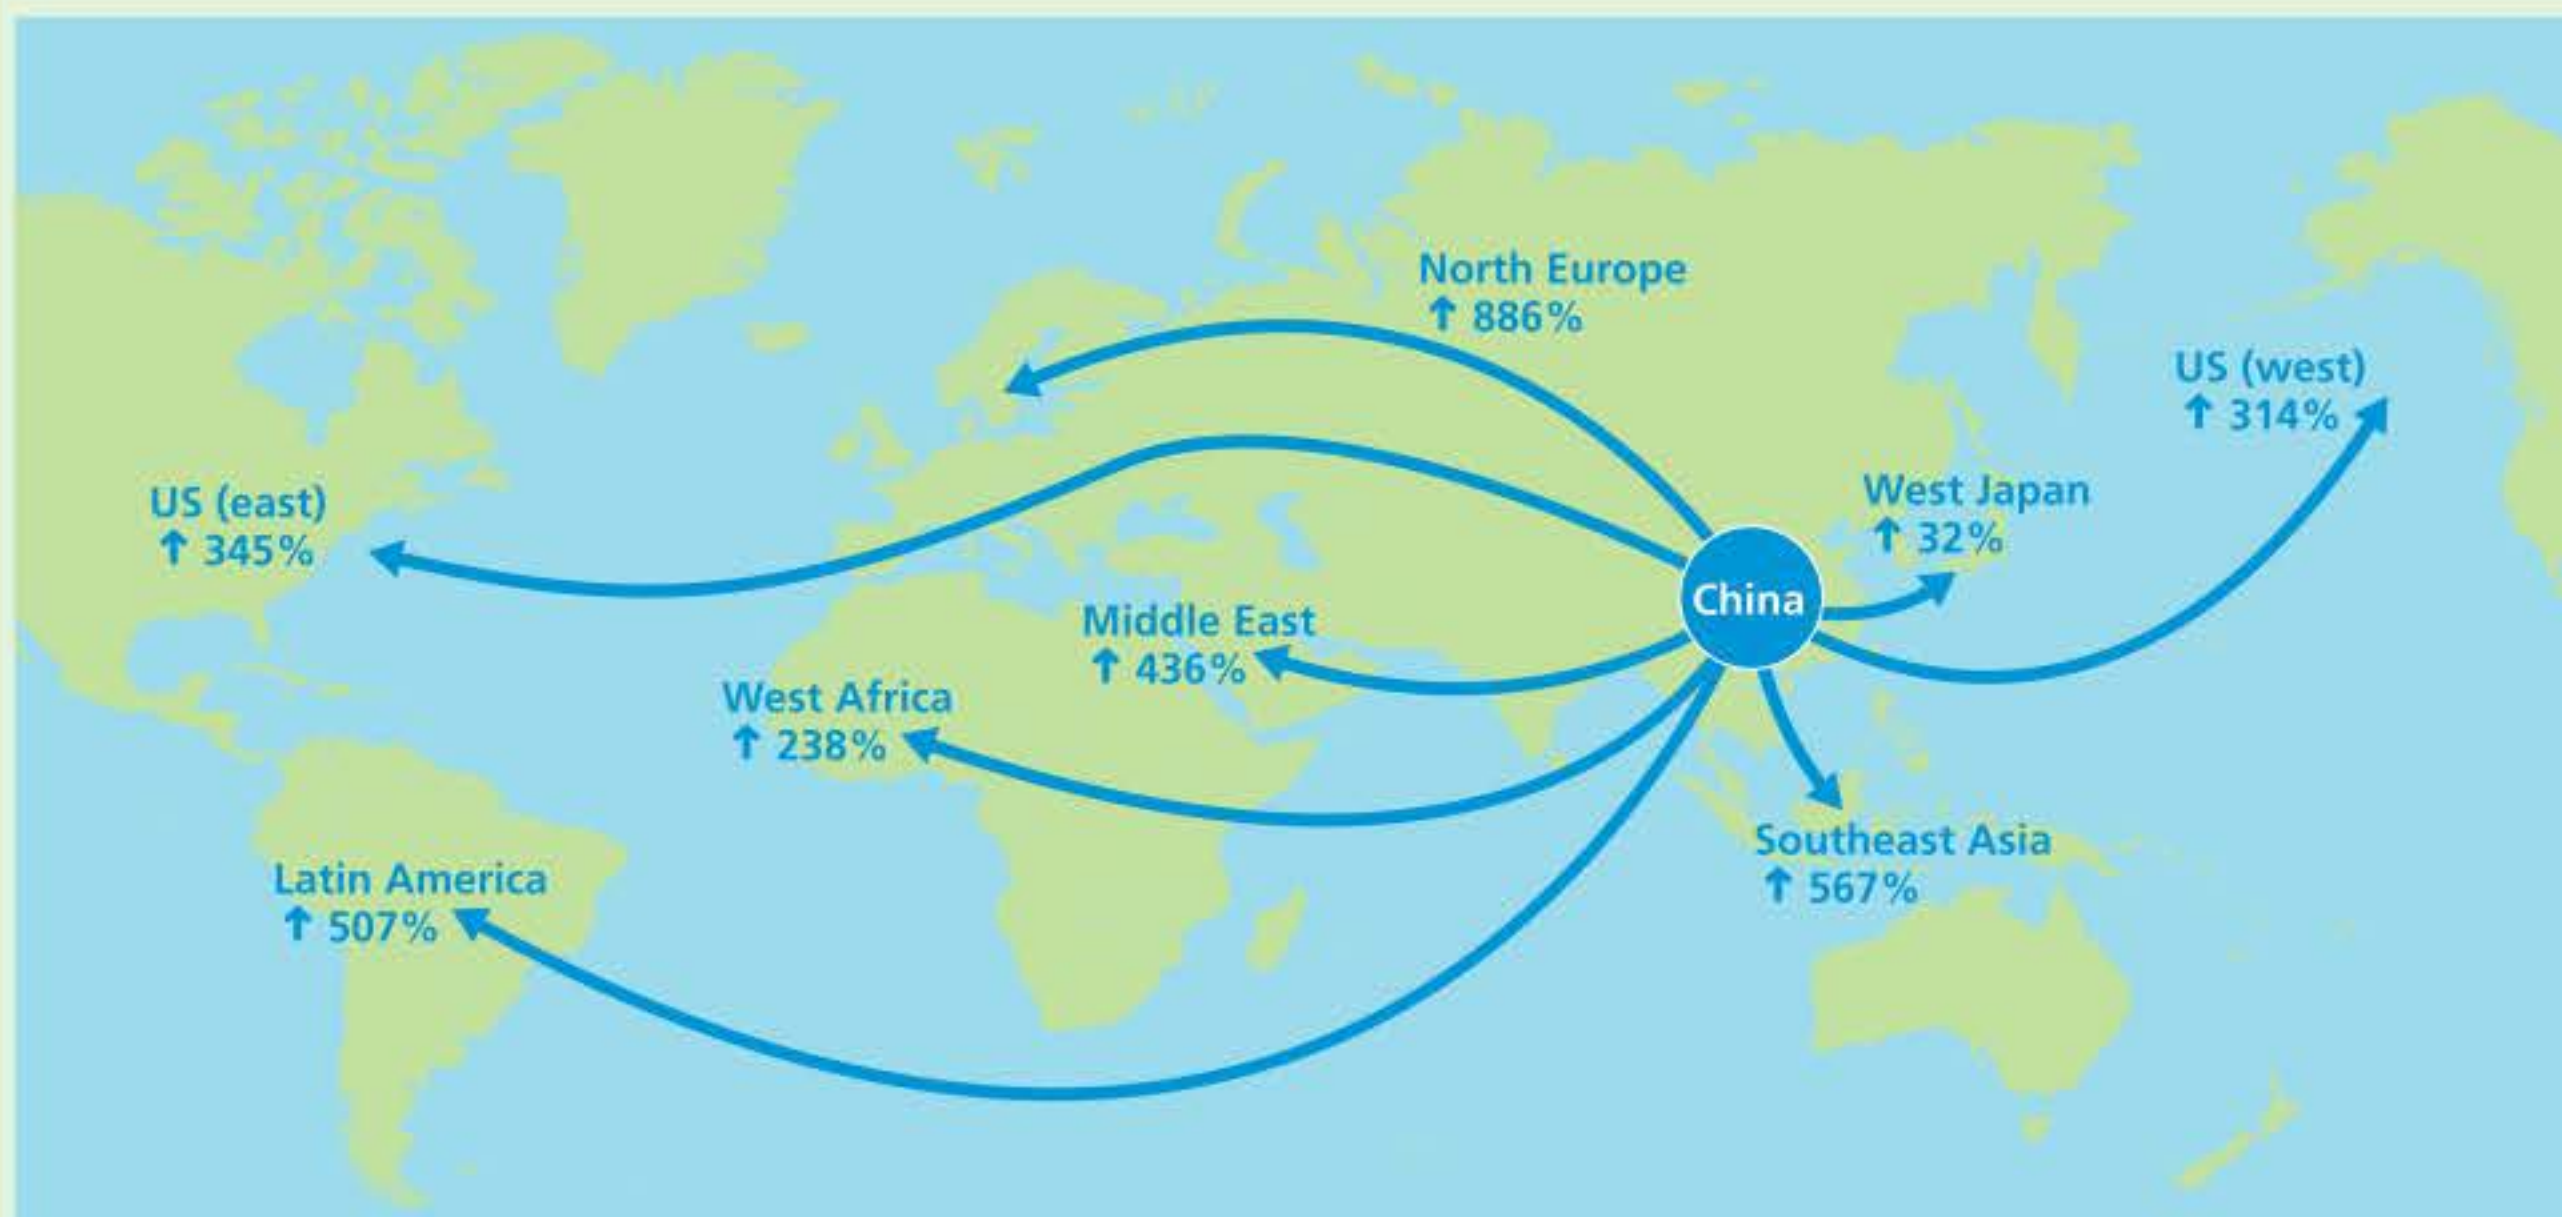 North Europe
↑ 886%
US (west)
↑ 314%
US (east)
↑ 345%
West Japan
↑ 32%
China
Middle East
↑ 436%
West Africa
↑ 238%
Southeast Asia
↑ 567%
Latin America
↑ 507%